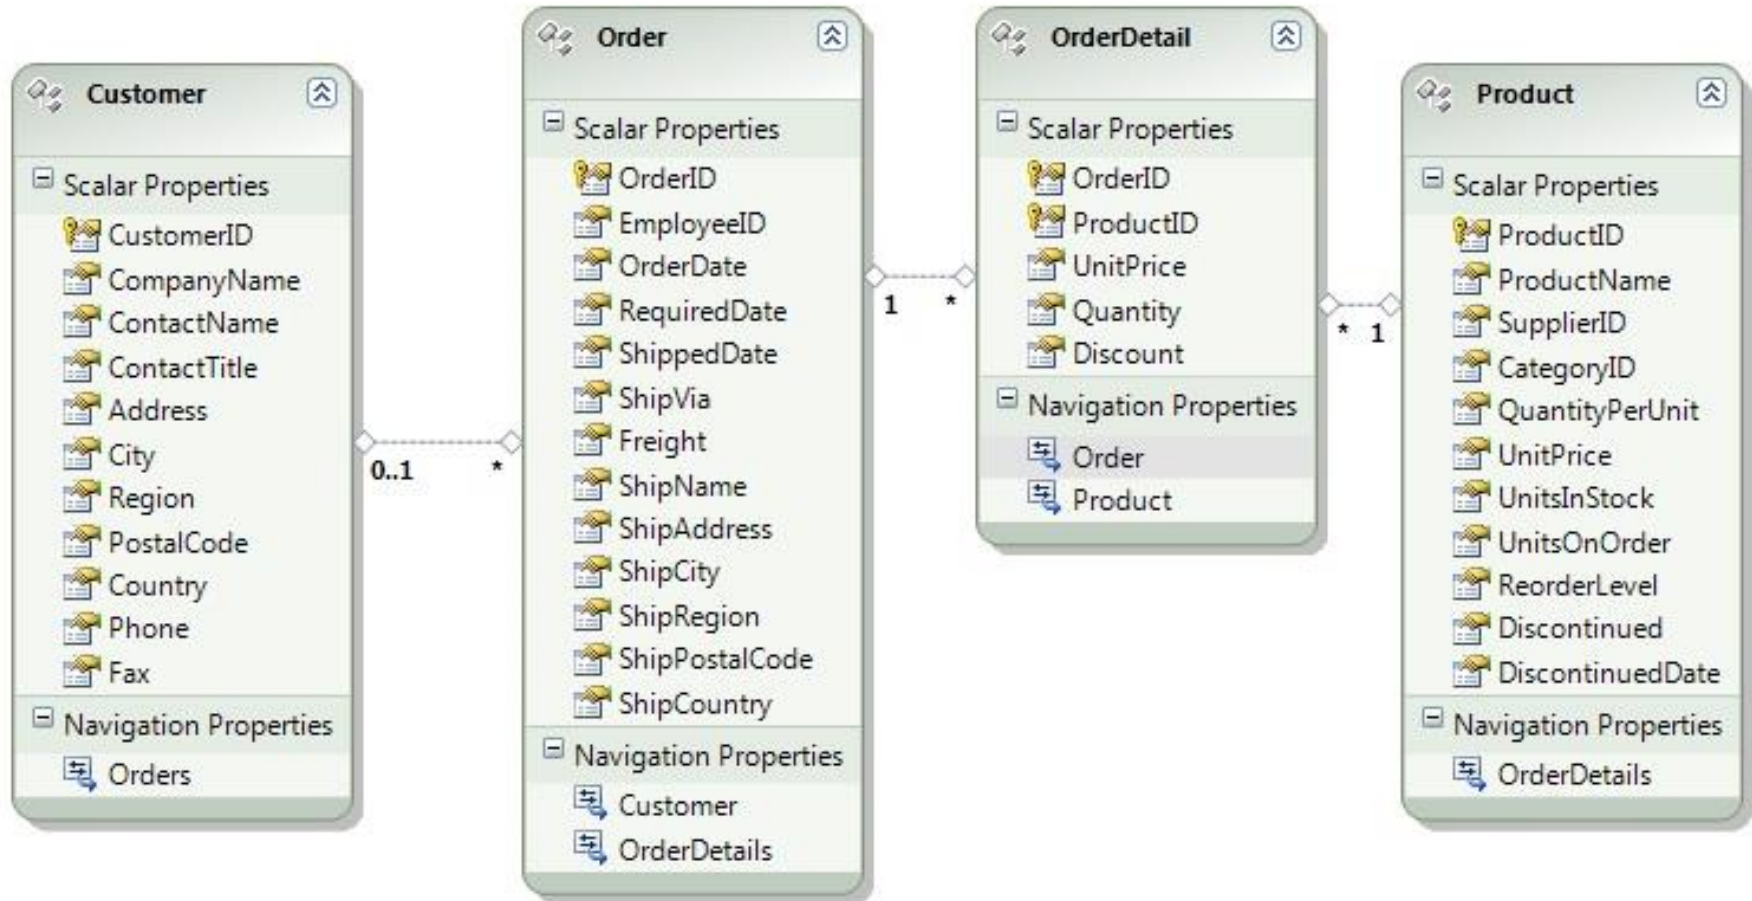 Customer
Scalar Properties
CustomerID
CompanyName
ContactName
ContactTitle
Address
City
Region
PostalCode
Country
Phone
Fax
Navigation Properties
Orders
0..1
*
Order
Scalar Properties
OrderID
EmployeeID
OrderDate
RequiredDate
ShippedDate
ShipVia
Freight
ShipName
ShipAddress
ShipCity
ShipRegion
ShipPostalCode
ShipCountry
Navigation Properties
Customer
OrderDetails
1
*
OrderDetail
Scalar Properties
OrderID
ProductID
UnitPrice
Quantity
Discount
Navigation Properties
Order
Product
*
1
Product
Scalar Properties
ProductID
ProductName
SupplierID
CategoryID
QuantityPerUnit
UnitPrice
UnitsInStock
UnitsOnOrder
ReorderLevel
Discontinued
DiscontinuedDate
Navigation Properties
OrderDetails